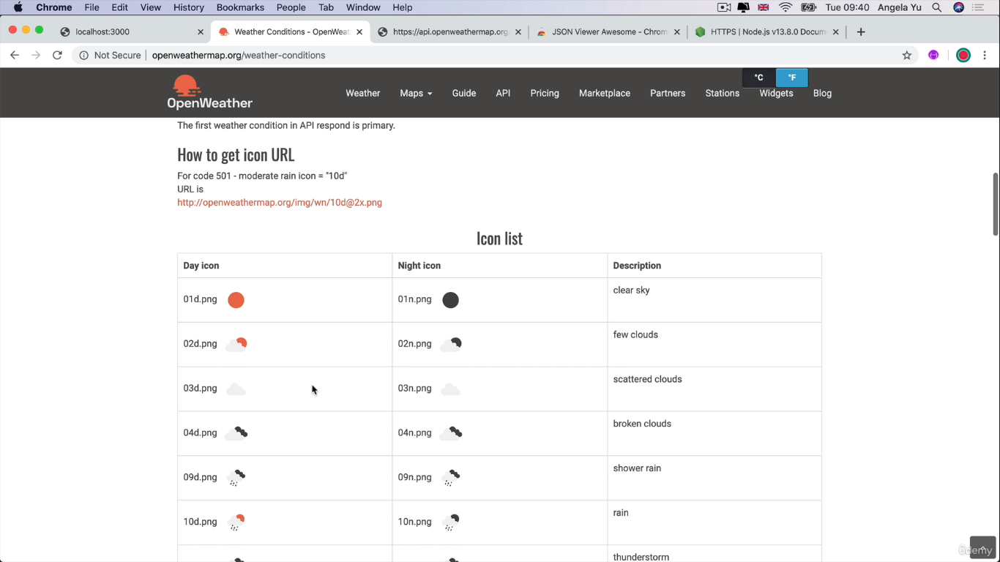 Chrome File Edit View History Bookmarks People Tab Window Help Tue 09:40 Angela Yu
localhost:3000 Weather Conditions - OpenWeat https://api.openweathermap.org JSON Viewer Awesome - Chrom HTTPS | Node.js v13.8.0 Docum
Not Secure openweathermap.org/weather-conditions
°C °F
OpenWeather Weather Maps Guide API Pricing Marketplace Partners Stations Widgets Blog
The first weather condition in API respond is primary.
How to get icon URL
For code 501 - moderate rain icon = "10d"
URL is
http://openweathermap.org/img/wn/10d@2x.png
Icon list
Day icon Night icon Description
01d.png 01n.png clear sky
02d.png 02n.png few clouds
03d.png 03n.png scattered clouds
04d.png 04n.png broken clouds
09d.png 09n.png shower rain
10d.png 10n.png rain
thunderstorm
ûdemy